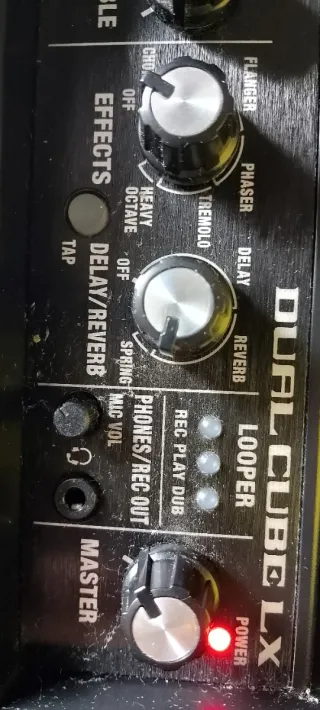 BLE
EFFECTS
OFF
CHO
FLANGER
PHASER
TREMOLO
HEAVY
OCTAVE
TAP
DELAY/REVERB
OFF
DELAY
REVERB
SPRING
PHONES/REC OUT
MIC VOL
LOOPER
REC PLAY DUB
MASTER
POWER
DUAL CUBE LX